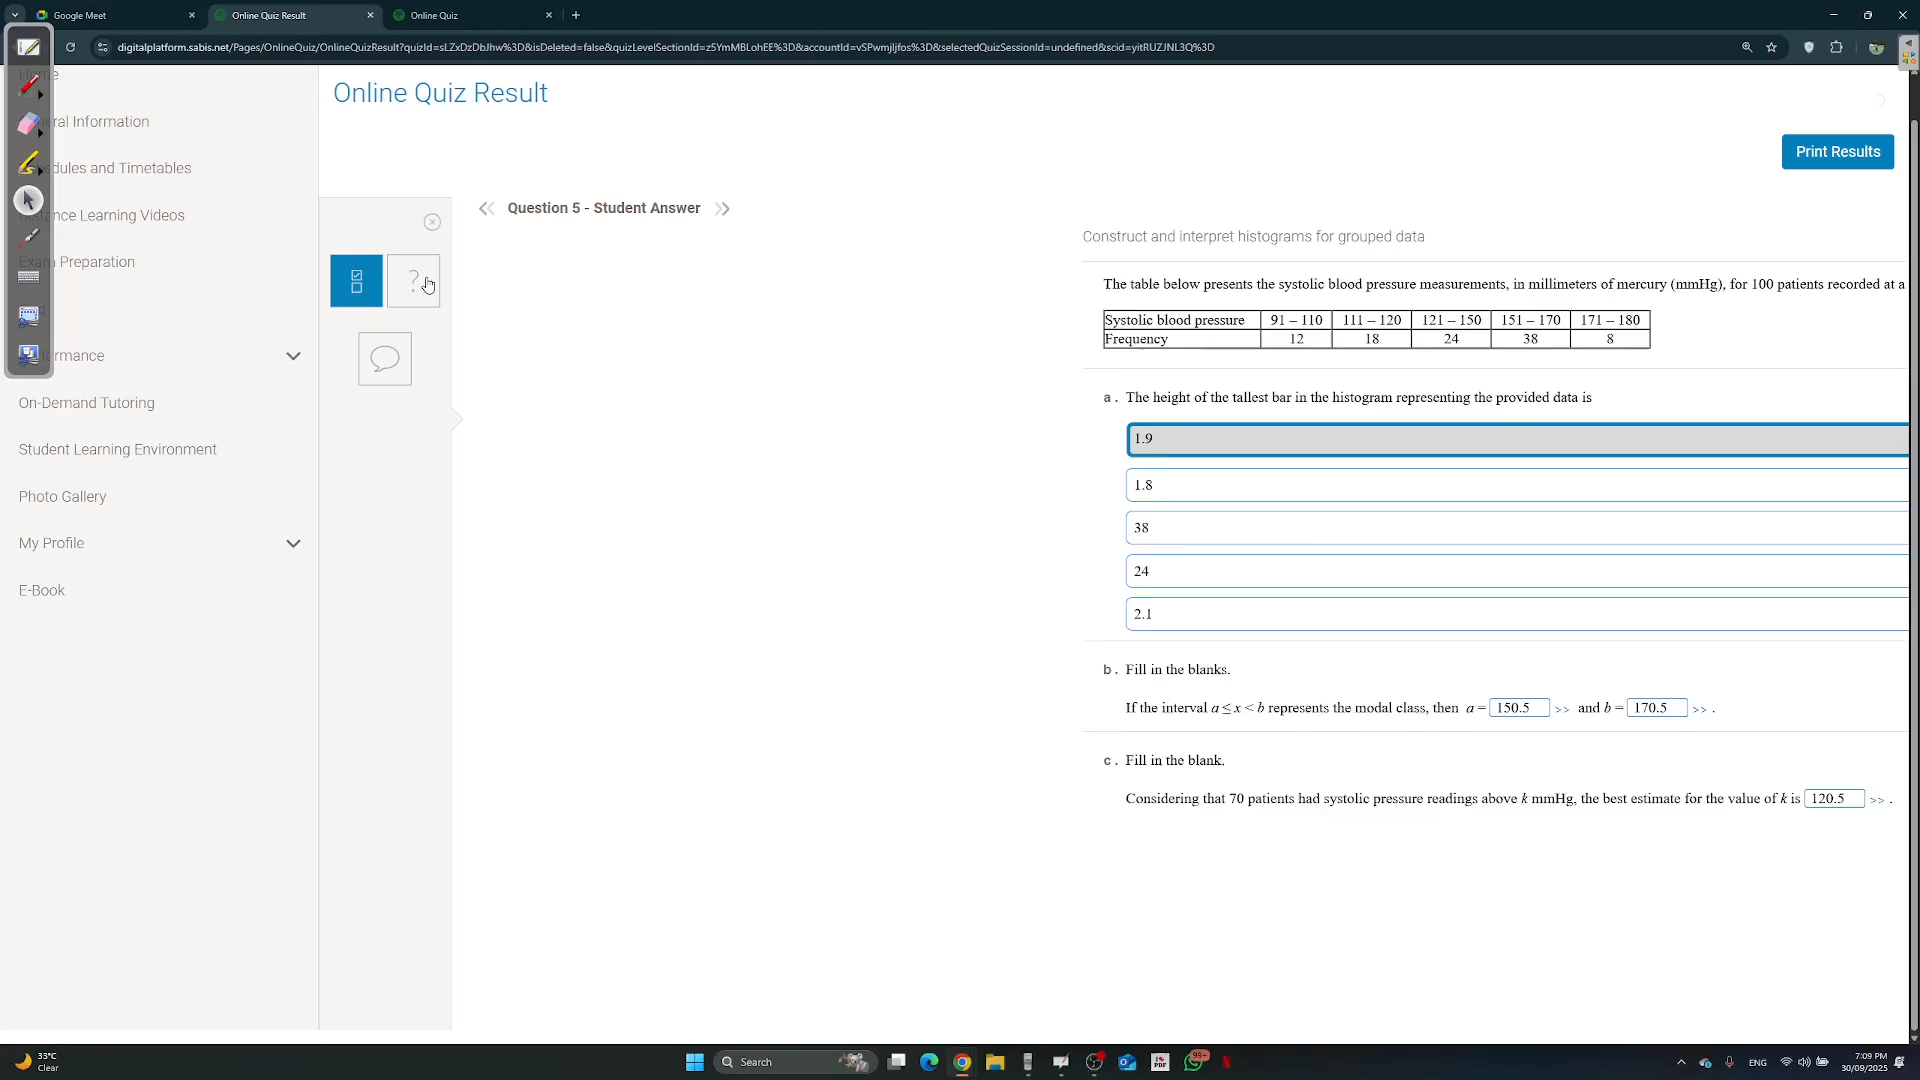 Google Meet
Online Quiz Result
Online Quiz
digitalplatform.sabis.net/Pages/OnlineQuiz/OnlineQuizResult?quizId=sLZxDzDbJhw%3D&isDeleted=false&quizLevelSectionId=z5YmMBLohEE%3D&accountId=vSPwmjljfos%3D&selectedQuizSessionId=undefined&scid=yitRUZJNL3Q%3D
Online Quiz Result
Print Results
Home
General Information
Schedules and Timetables
Distance Learning Videos
Exam Preparation
Performance
On-Demand Tutoring
Student Learning Environment
Photo Gallery
My Profile
E-Book
?
Question 5 - Student Answer
Construct and interpret histograms for grouped data
The table below presents the systolic blood pressure measurements, in millimeters of mercury (mmHg), for 100 patients recorded at a
Systolic blood pressure 91 – 110 111 – 120 121 – 150 151 – 170 171 – 180
Frequency 12 18 24 38 8
a. The height of the tallest bar in the histogram representing the provided data is
1.9
1.8
38
24
2.1
b. Fill in the blanks.
If the interval a ≤ x < b represents the modal class, then a = 150.5 >> and b = 170.5 >> .
c. Fill in the blank.
Considering that 70 patients had systolic pressure readings above k mmHg, the best estimate for the value of k is 120.5 >> .
33°C
Clear
Search
99+
PDF
ENG
7:09 PM
30/09/2025